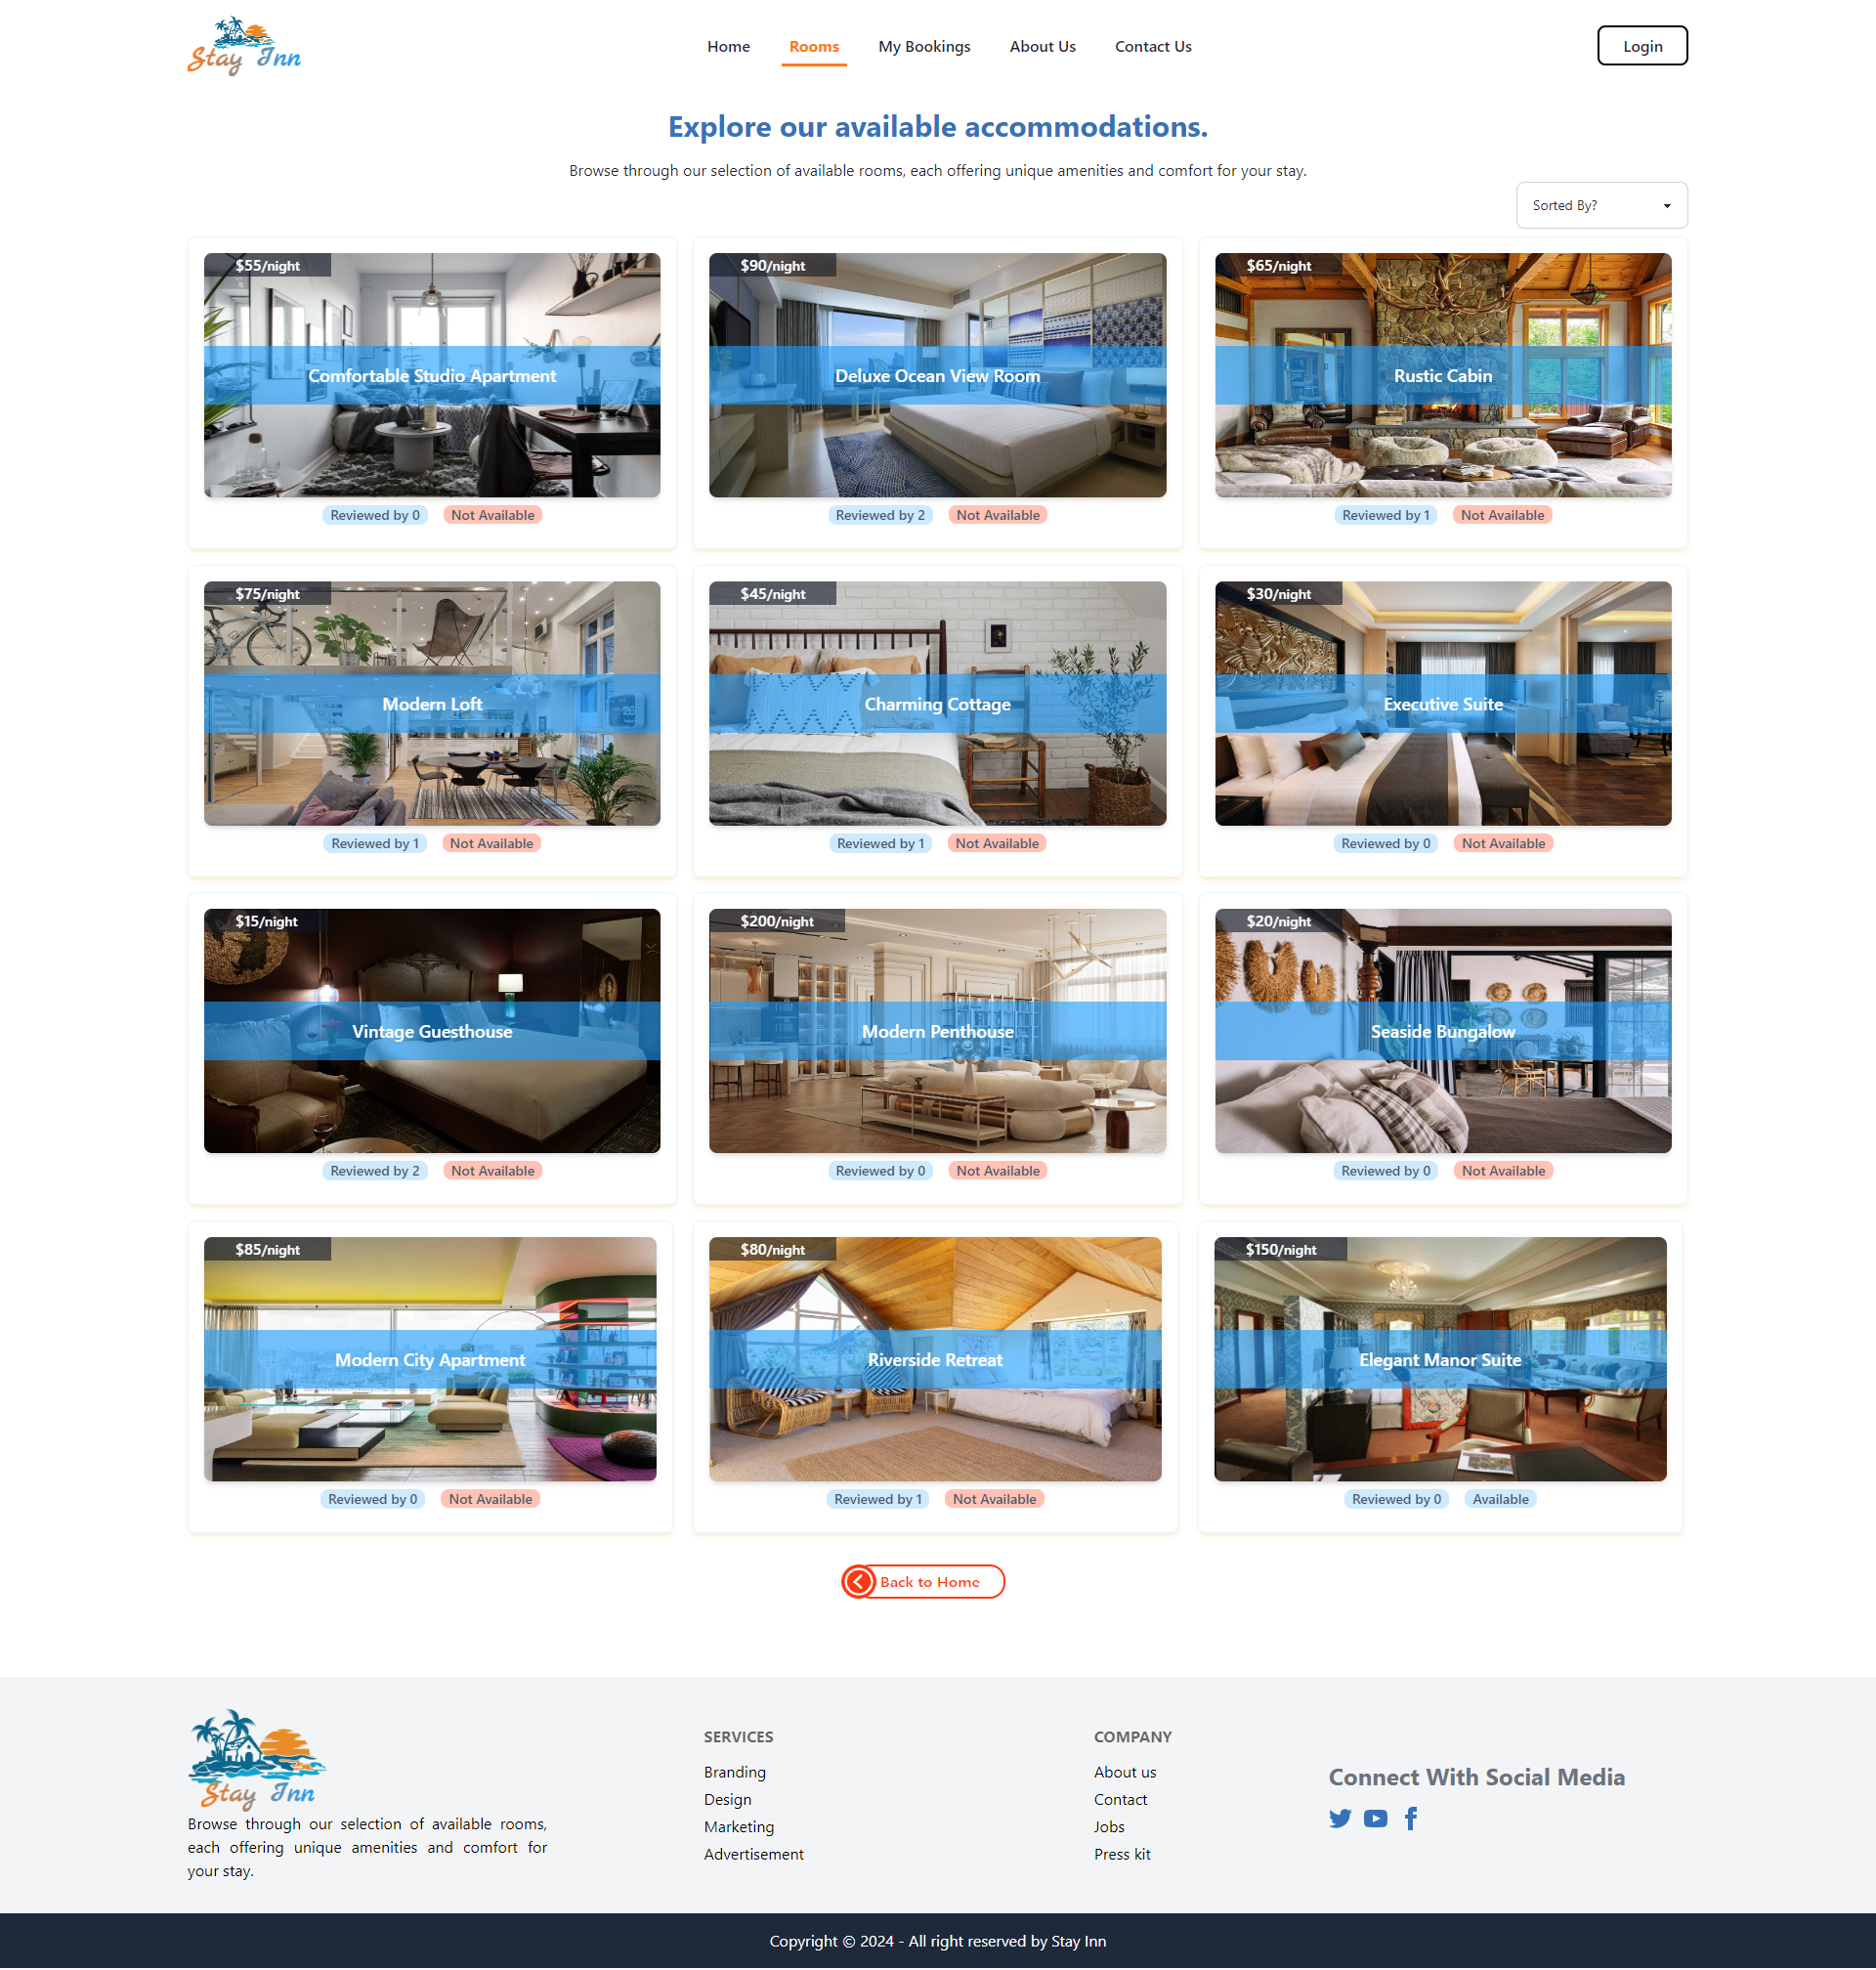 Stay Inn
Home
Rooms
My Bookings
About Us
Contact Us
Login
Explore our available accommodations.
Browse through our selection of available rooms, each offering unique amenities and comfort for your stay.
Sorted By?
$55/night
Comfortable Studio Apartment
Reviewed by 0
Not Available
$90/night
Deluxe Ocean View Room
Reviewed by 2
Not Available
$65/night
Rustic Cabin
Reviewed by 1
Not Available
$75/night
Modern Loft
Reviewed by 1
Not Available
$45/night
Charming Cottage
Reviewed by 1
Not Available
$30/night
Executive Suite
Reviewed by 0
Not Available
$15/night
Vintage Guesthouse
Reviewed by 2
Not Available
$200/night
Modern Penthouse
Reviewed by 0
Not Available
$20/night
Seaside Bungalow
Reviewed by 0
Not Available
$85/night
Modern City Apartment
Reviewed by 0
Not Available
$80/night
Riverside Retreat
Reviewed by 1
Not Available
$150/night
Elegant Manor Suite
Reviewed by 0
Available
Back to Home
Stay Inn
Browse through our selection of available rooms,
each offering unique amenities and comfort for
your stay.
SERVICES
Branding
Design
Marketing
Advertisement
COMPANY
About us
Contact
Jobs
Press kit
Connect With Social Media
Copyright © 2024 - All right reserved by Stay Inn